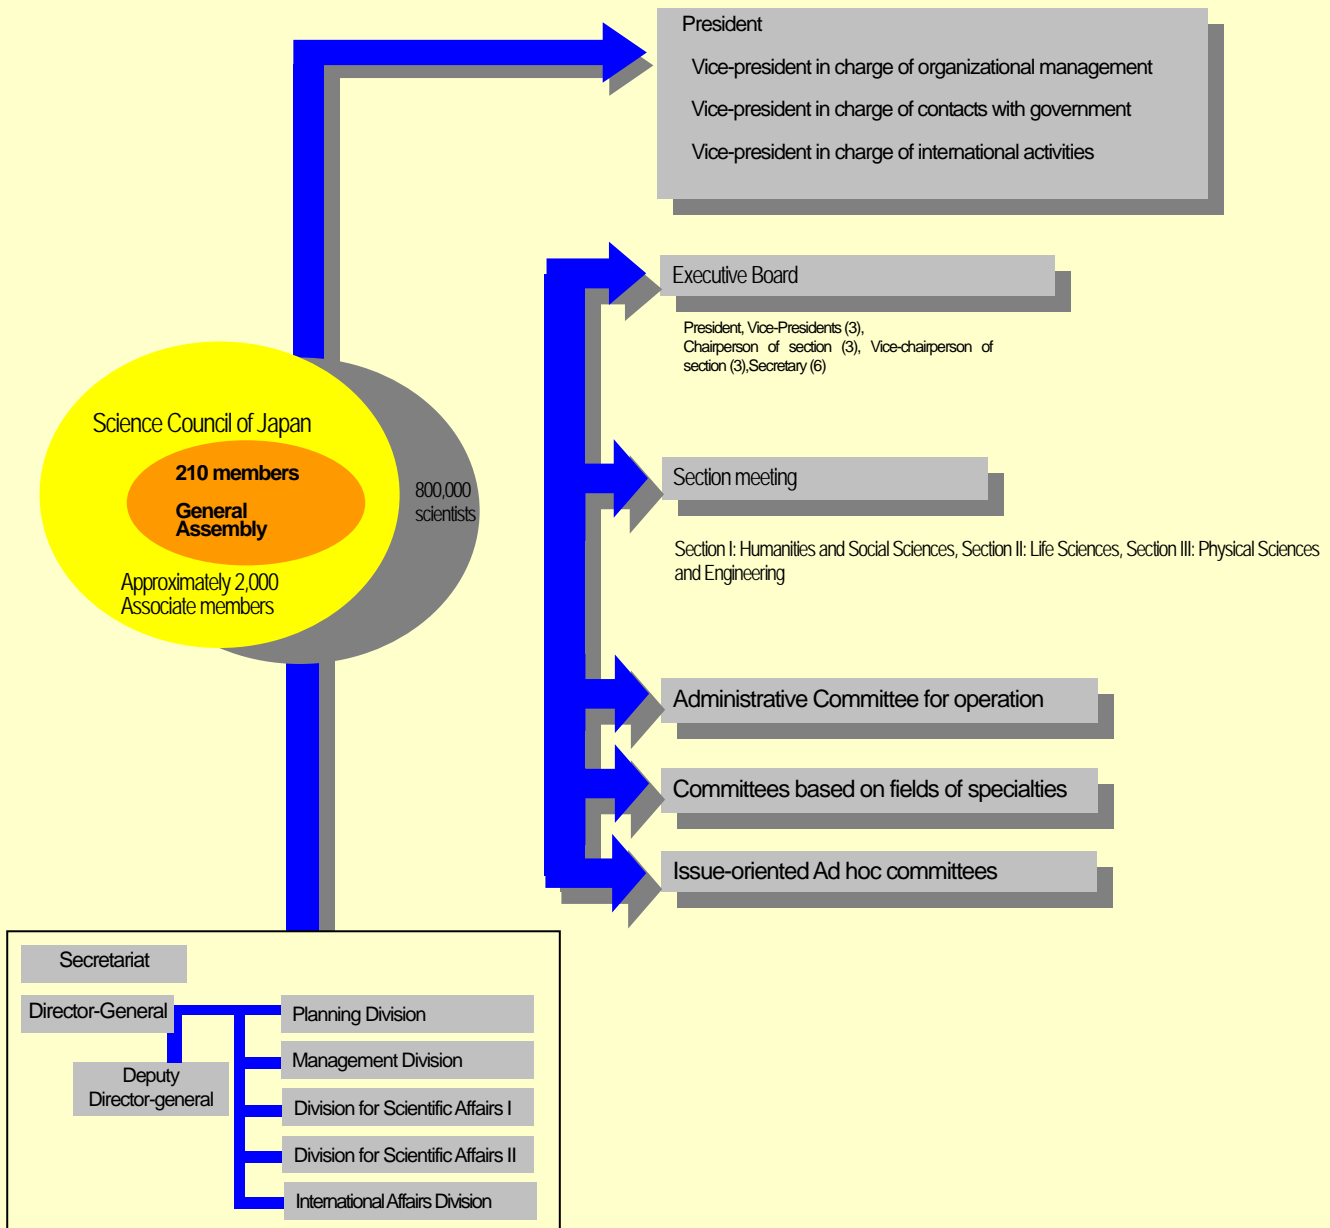 President
Vice-president in charge of organizational management
Vice-president in charge of contacts with government
Vice-president in charge of international activities
Executive Board
President, Vice-Presidents (3),
Chairperson of section (3), Vice-chairperson of
section (3),Secretary (6)
Science Council of Japan
210 members
General
Assembly
800,000
scientists
Approximately 2,000
Associate members
Section meeting
Section I: Humanities and Social Sciences, Section II: Life Sciences, Section III: Physical Sciences
and Engineering
Administrative Committee for operation
Committees based on fields of specialties
Issue-oriented Ad hoc committees
Secretariat
Director-General
Deputy
Director-general
Planning Division
Management Division
Division for Scientific Affairs I
Division for Scientific Affairs II
International Affairs Division